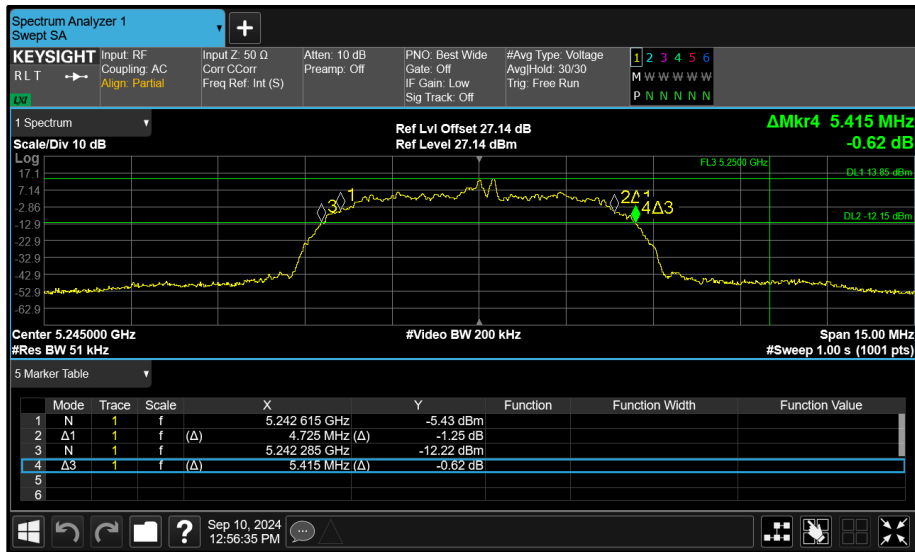 Spectrum Analyzer 1
Swept SA
KEYSIGHT Input: RF Input Z: 50 Ω Atten: 10 dB PNO: Best Wide #Avg Type: Voltage 1 2 3 4 5 6
RLT Coupling: AC Corr CCorr Preamp: Off Gate: Off Avg|Hold: 30/30 M W W W W W
Align: Partial Freq Ref: Int (S) IF Gain: Low Trig: Free Run
LXI Sig Track: Off P N N N N N
1 Spectrum Ref Lvl Offset 27.14 dB ΔMkr4 5.415 MHz
Scale/Div 10 dB Ref Level 27.14 dBm -0.62 dB
Log
FL3 5.2500 GHz
17.1 DL1 13.85 dBm
7.14
1 2Δ1
-2.86 3 4Δ3
-12.9 DL2 -12.15 dBm
-22.9
-32.9
-42.9
-52.9
-62.9
Center 5.245000 GHz #Video BW 200 kHz Span 15.00 MHz
#Res BW 51 kHz #Sweep 1.00 s (1001 pts)
5 Marker Table
Mode Trace Scale X Y Function Function Width Function Value
1 N 1 f 5.242 615 GHz -5.43 dBm
2 Δ1 1 f (Δ) 4.725 MHz (Δ) -1.25 dB
3 N 1 f 5.242 285 GHz -12.22 dBm
4 Δ3 1 f (Δ) 5.415 MHz (Δ) -0.62 dB
5
6
? Sep 10, 2024
12:56:35 PM